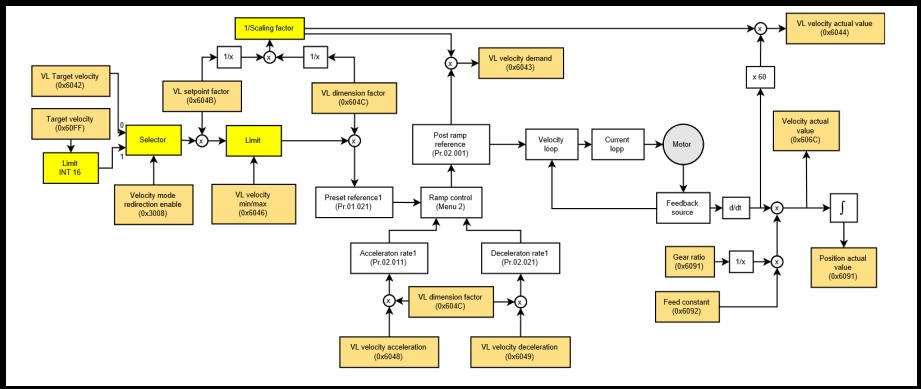 1/Scaling factor
VL velocity actual value
(0x6044)
1/x
x
1/x
x
x
VL velocity demand
(0x6043)
x 60
VL Target velocity
(0x6042)
VL setpoint factor
(0x604B)
VL dimension factor
(0x604C)
Target velocity
(0x60FF)
0
1
Selector
x
Limit
x
Post ramp
reference
(Pr.02.001)
Velocity
loop
Current
lopp
Motor
Velocity actual
value
(0x606C)
Limit
INT 16
Velocity mode
redirection enable
(0x3008)
VL velocity
min/max
(0x6046)
Preset reference1
(Pr.01.021)
Ramp control
(Menu 2)
Feedback
source
d/dt
x
∫
Acceleraton rate1
(Pr.02.011)
Deceleraton rate1
(Pr.02.021)
Gear ratio
(0x6091)
1/x
x
Position actual
value
(0x6091)
x
VL dimension factor
(0x604C)
x
Feed constant
(0x6092)
VL velocity acceleration
(0x6048)
VL velocity deceleration
(0x6049)